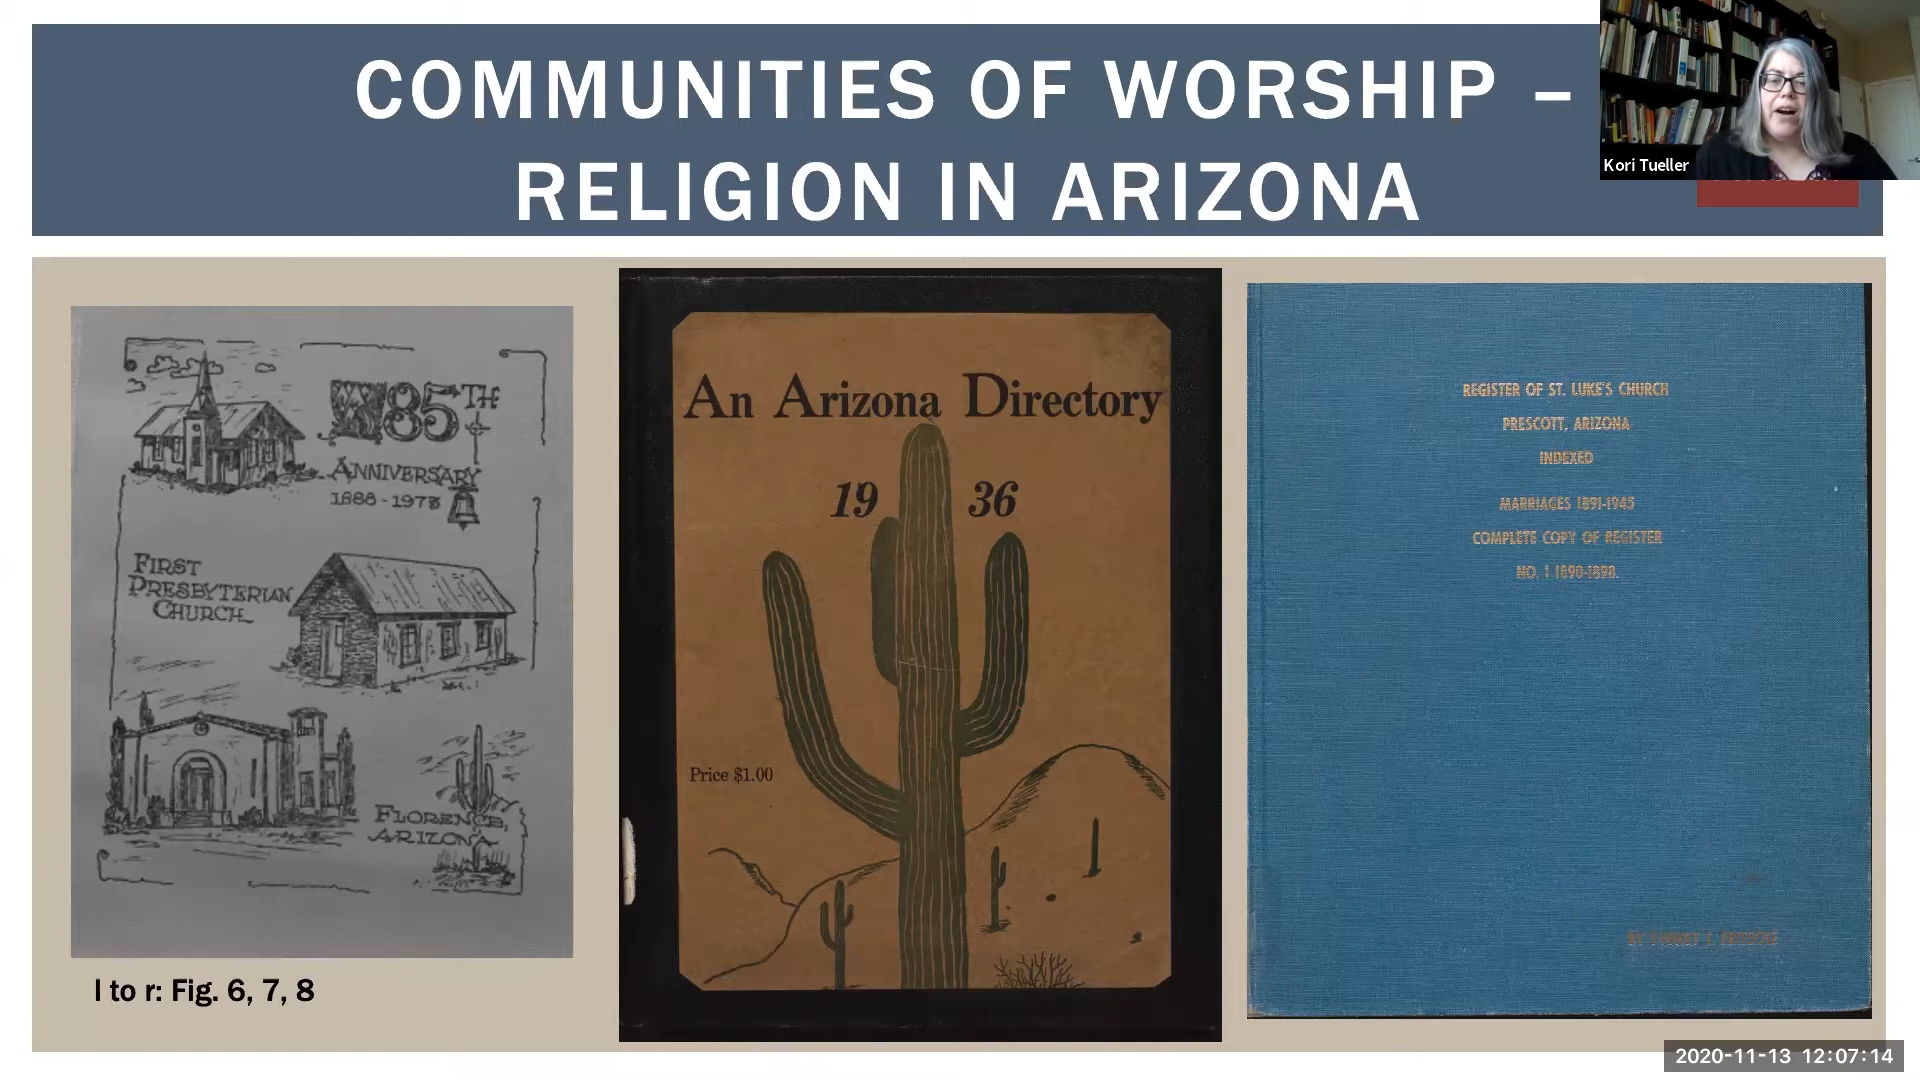 COMMUNITIES OF WORSHIP –
RELIGION IN ARIZONA
Kori Tueller
85TH
ANNIVERSARY
1888 - 1973
FIRST
PRESBYTERIAN
CHURCH
FLORENCE,
ARIZONA
An Arizona Directory
19 36
Price $1.00
REGISTER OF ST. LUKE'S CHURCH
PRESCOTT, ARIZONA
INDEXED
MARRIAGES 1891-1945
COMPLETE COPY OF REGISTER
NO. 1 1890-1898.
BY
l to r: Fig. 6, 7, 8
2020-11-13 12:07:14